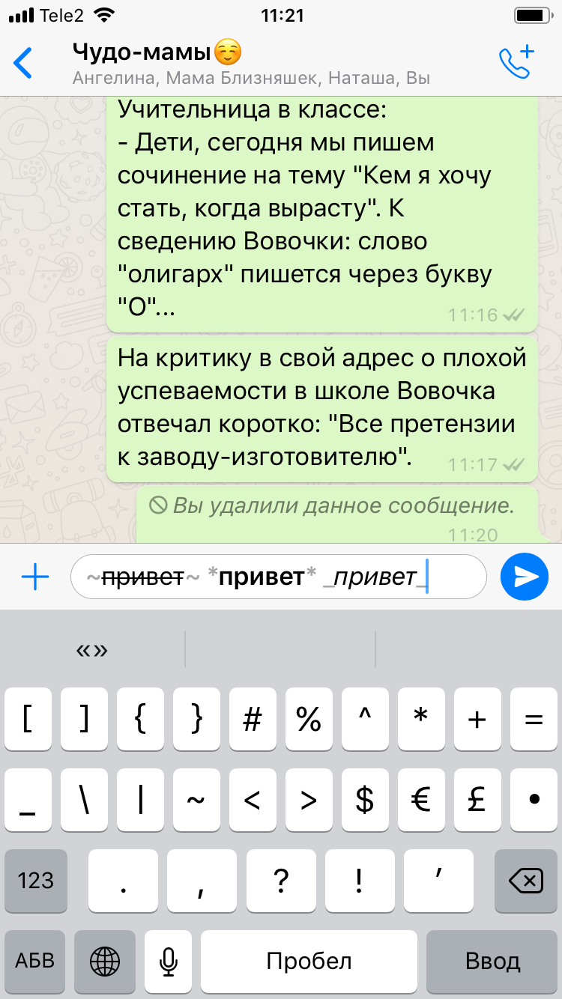 Tele2 11:21
Чудо-мамы☺️
Ангелина, Мама Близняшек, Наташа, Вы
Учительница в классе:
- Дети, сегодня мы пишем
сочинение на тему "Кем я хочу
стать, когда вырасту". К
сведению Вовочки: слово
"олигарх" пишется через букву
"О"...
11:16
На критику в свой адрес о плохой
успеваемости в школе Вовочка
отвечал коротко: "Все претензии
к заводу-изготовителю".
11:17
Вы удалили данное сообщение.
11:20
~привет~ *привет* _привет_
«»
[ ] { } # % ^ * + =
_ \ | ~ < > $ € £ •
123 . , ? ! ′
АБВ Пробел Ввод